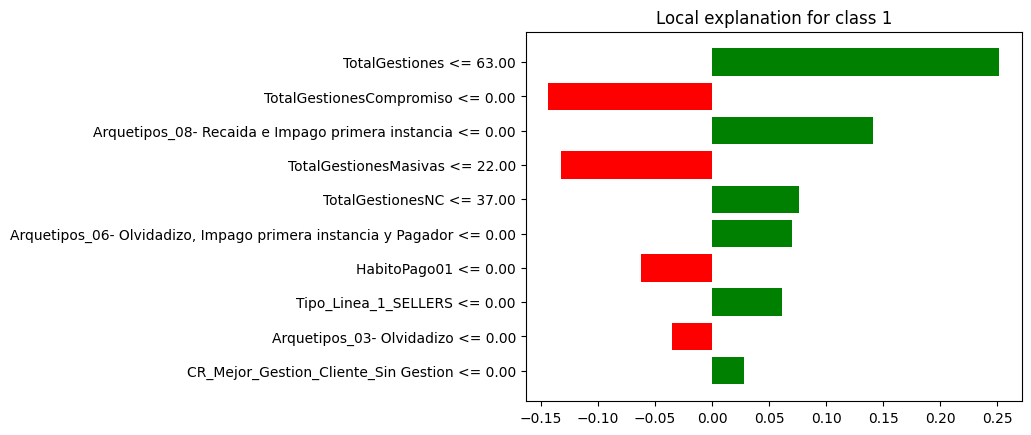 Local explanation for class 1
TotalGestiones <= 63.00
TotalGestionesCompromiso <= 0.00
Arquetipos_08- Recaida e Impago primera instancia <= 0.00
TotalGestionesMasivas <= 22.00
TotalGestionesNC <= 37.00
Arquetipos_06- Olvidadizo, Impago primera instancia y Pagador <= 0.00
HabitoPago01 <= 0.00
Tipo_Linea_1_SELLERS <= 0.00
Arquetipos_03- Olvidadizo <= 0.00
CR_Mejor_Gestion_Cliente_Sin Gestion <= 0.00
−0.15 −0.10 −0.05 0.00 0.05 0.10 0.15 0.20 0.25